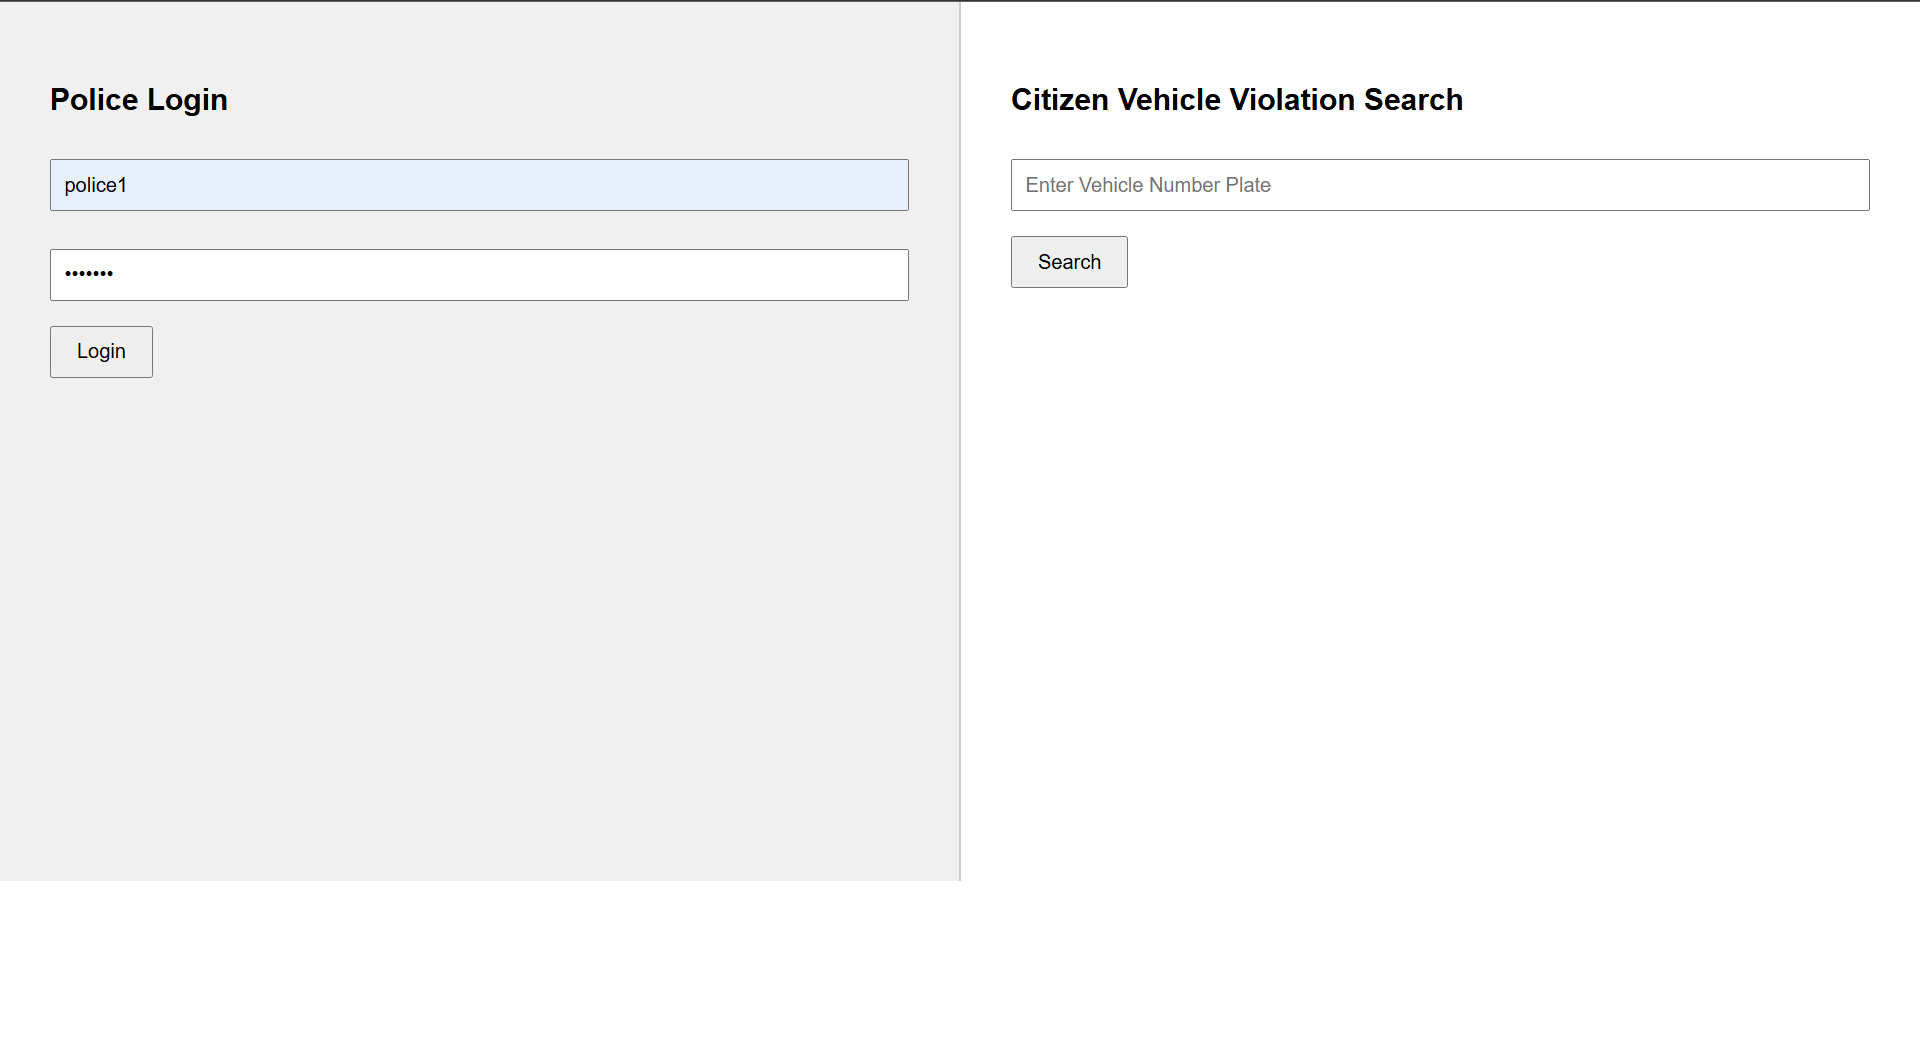 Police Login
police1
•••••••
Login
Citizen Vehicle Violation Search
Enter Vehicle Number Plate
Search